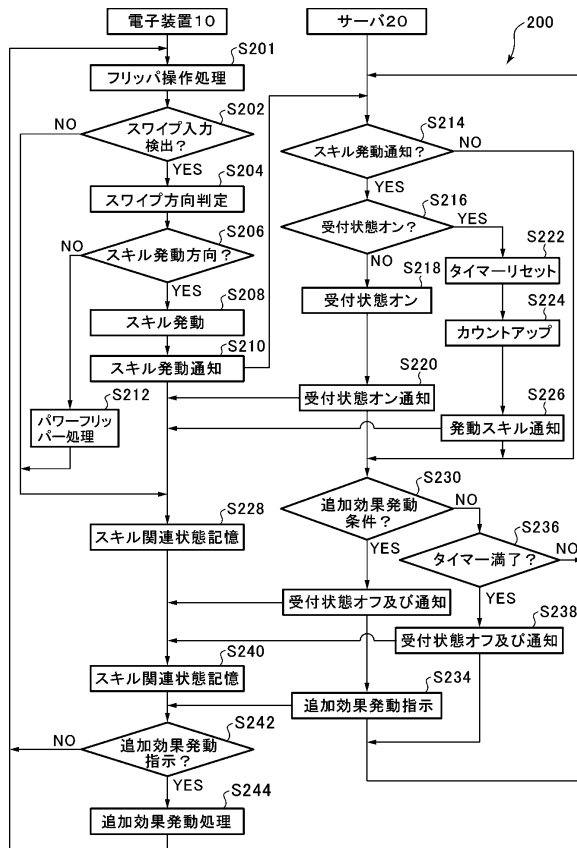 電子装置10
サーバ20
200
S201
フリッパ操作処理
S202
スワイプ入力
検出？
NO
YES
S204
スワイプ方向判定
S206
スキル発動方向？
NO
YES
S208
スキル発動
S210
スキル発動通知
S212
パワーフリッ
パー処理
S214
スキル発動通知？
NO
YES
S216
受付状態オン？
YES
NO
S218
受付状態オン
S222
タイマーリセット
S224
カウントアップ
S220
受付状態オン通知
S226
発動スキル通知
S228
スキル関連状態記憶
S230
追加効果発動
条件？
NO
YES
S236
タイマー満了？
NO
YES
受付状態オフ及び通知
S238
受付状態オフ及び通知
S240
スキル関連状態記憶
S234
追加効果発動指示
S242
追加効果発動
指示？
NO
YES
S244
追加効果発動処理